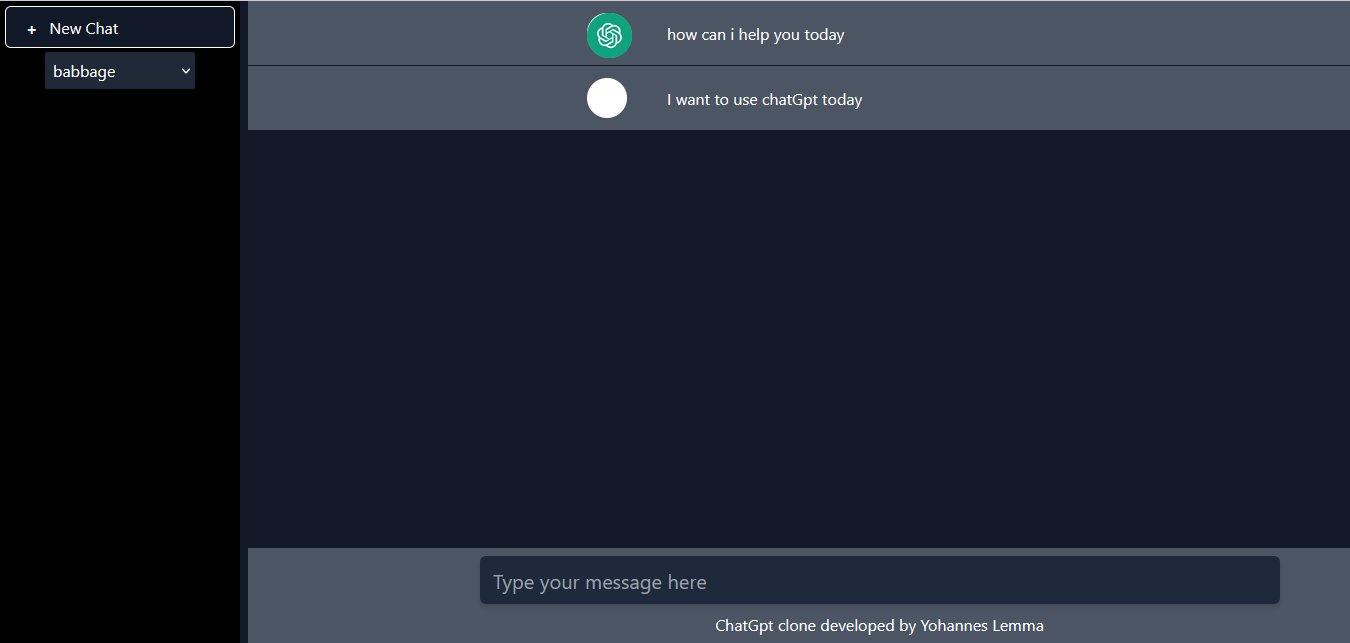 + New Chat
babbage
how can i help you today
I want to use chatGpt today
Type your message here
ChatGpt clone developed by Yohannes Lemma